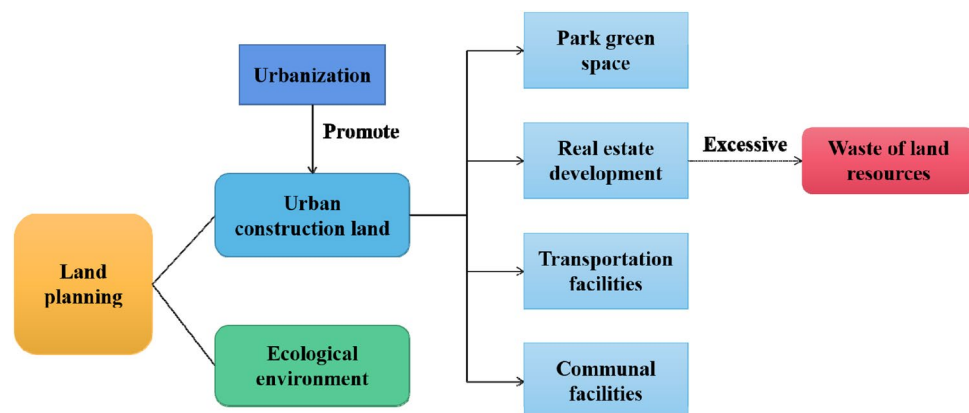 Park green
space
Urbanization
Promote
Real estate
development
Excessive
Waste of land
resources
Urban
construction land
Land
planning
Transportation
facilities
Ecological
environment
Communal
facilities